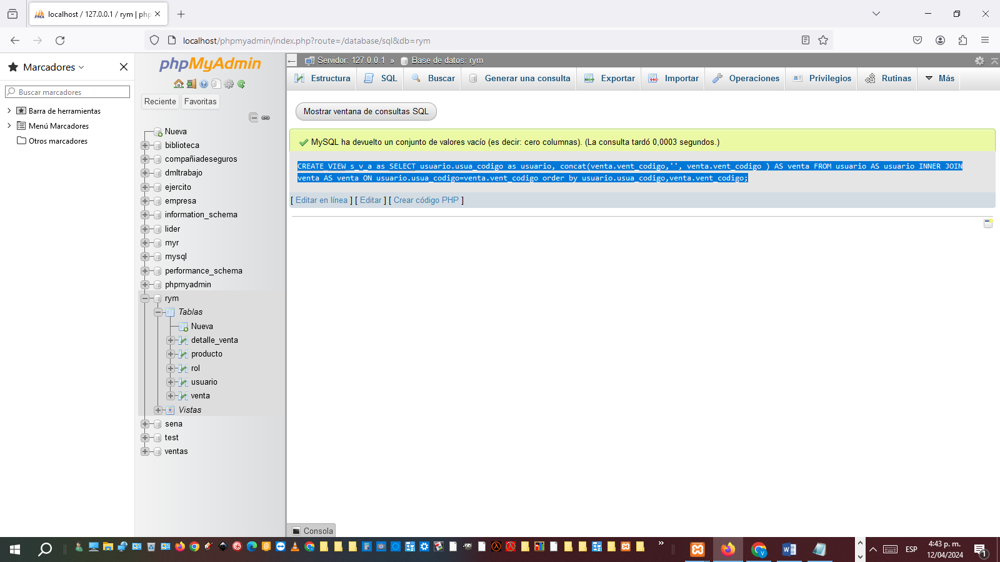 localhost / 127.0.0.1 / rym | php
localhost/phpmyadmin/index.php?route=/database/sql&db=rym
Marcadores
Buscar marcadores
Barra de herramientas
Menú Marcadores
Otros marcadores
phpMyAdmin
Reciente
Favoritas
Nueva
biblioteca
compañiadeseguros
dmltrabajo
ejercito
empresa
information_schema
lider
myr
mysql
performance_schema
phpmyadmin
rym
Tablas
Nueva
detalle_venta
producto
rol
usuario
venta
Vistas
sena
test
ventas
Servidor: 127.0.0.1 » Base de datos: rym
Estructura SQL Buscar Generar una consulta Exportar Importar Operaciones Privilegios Rutinas Más
Mostrar ventana de consultas SQL
MySQL ha devuelto un conjunto de valores vacío (es decir: cero columnas). (La consulta tardó 0,0003 segundos.)
CREATE VIEW s_v_a as SELECT usuario.usua_codigo as usuario, concat(venta.vent_codigo,'', venta.vent_codigo ) AS venta FROM usuario AS usuario INNER JOIN
venta AS venta ON usuario.usua_codigo=venta.vent_codigo order by usuario.usua_codigo,venta.vent_codigo;
[ Editar en línea ] [ Editar ] [ Crear código PHP ]
Consola
ESP
4:43 p. m.
12/04/2024
1